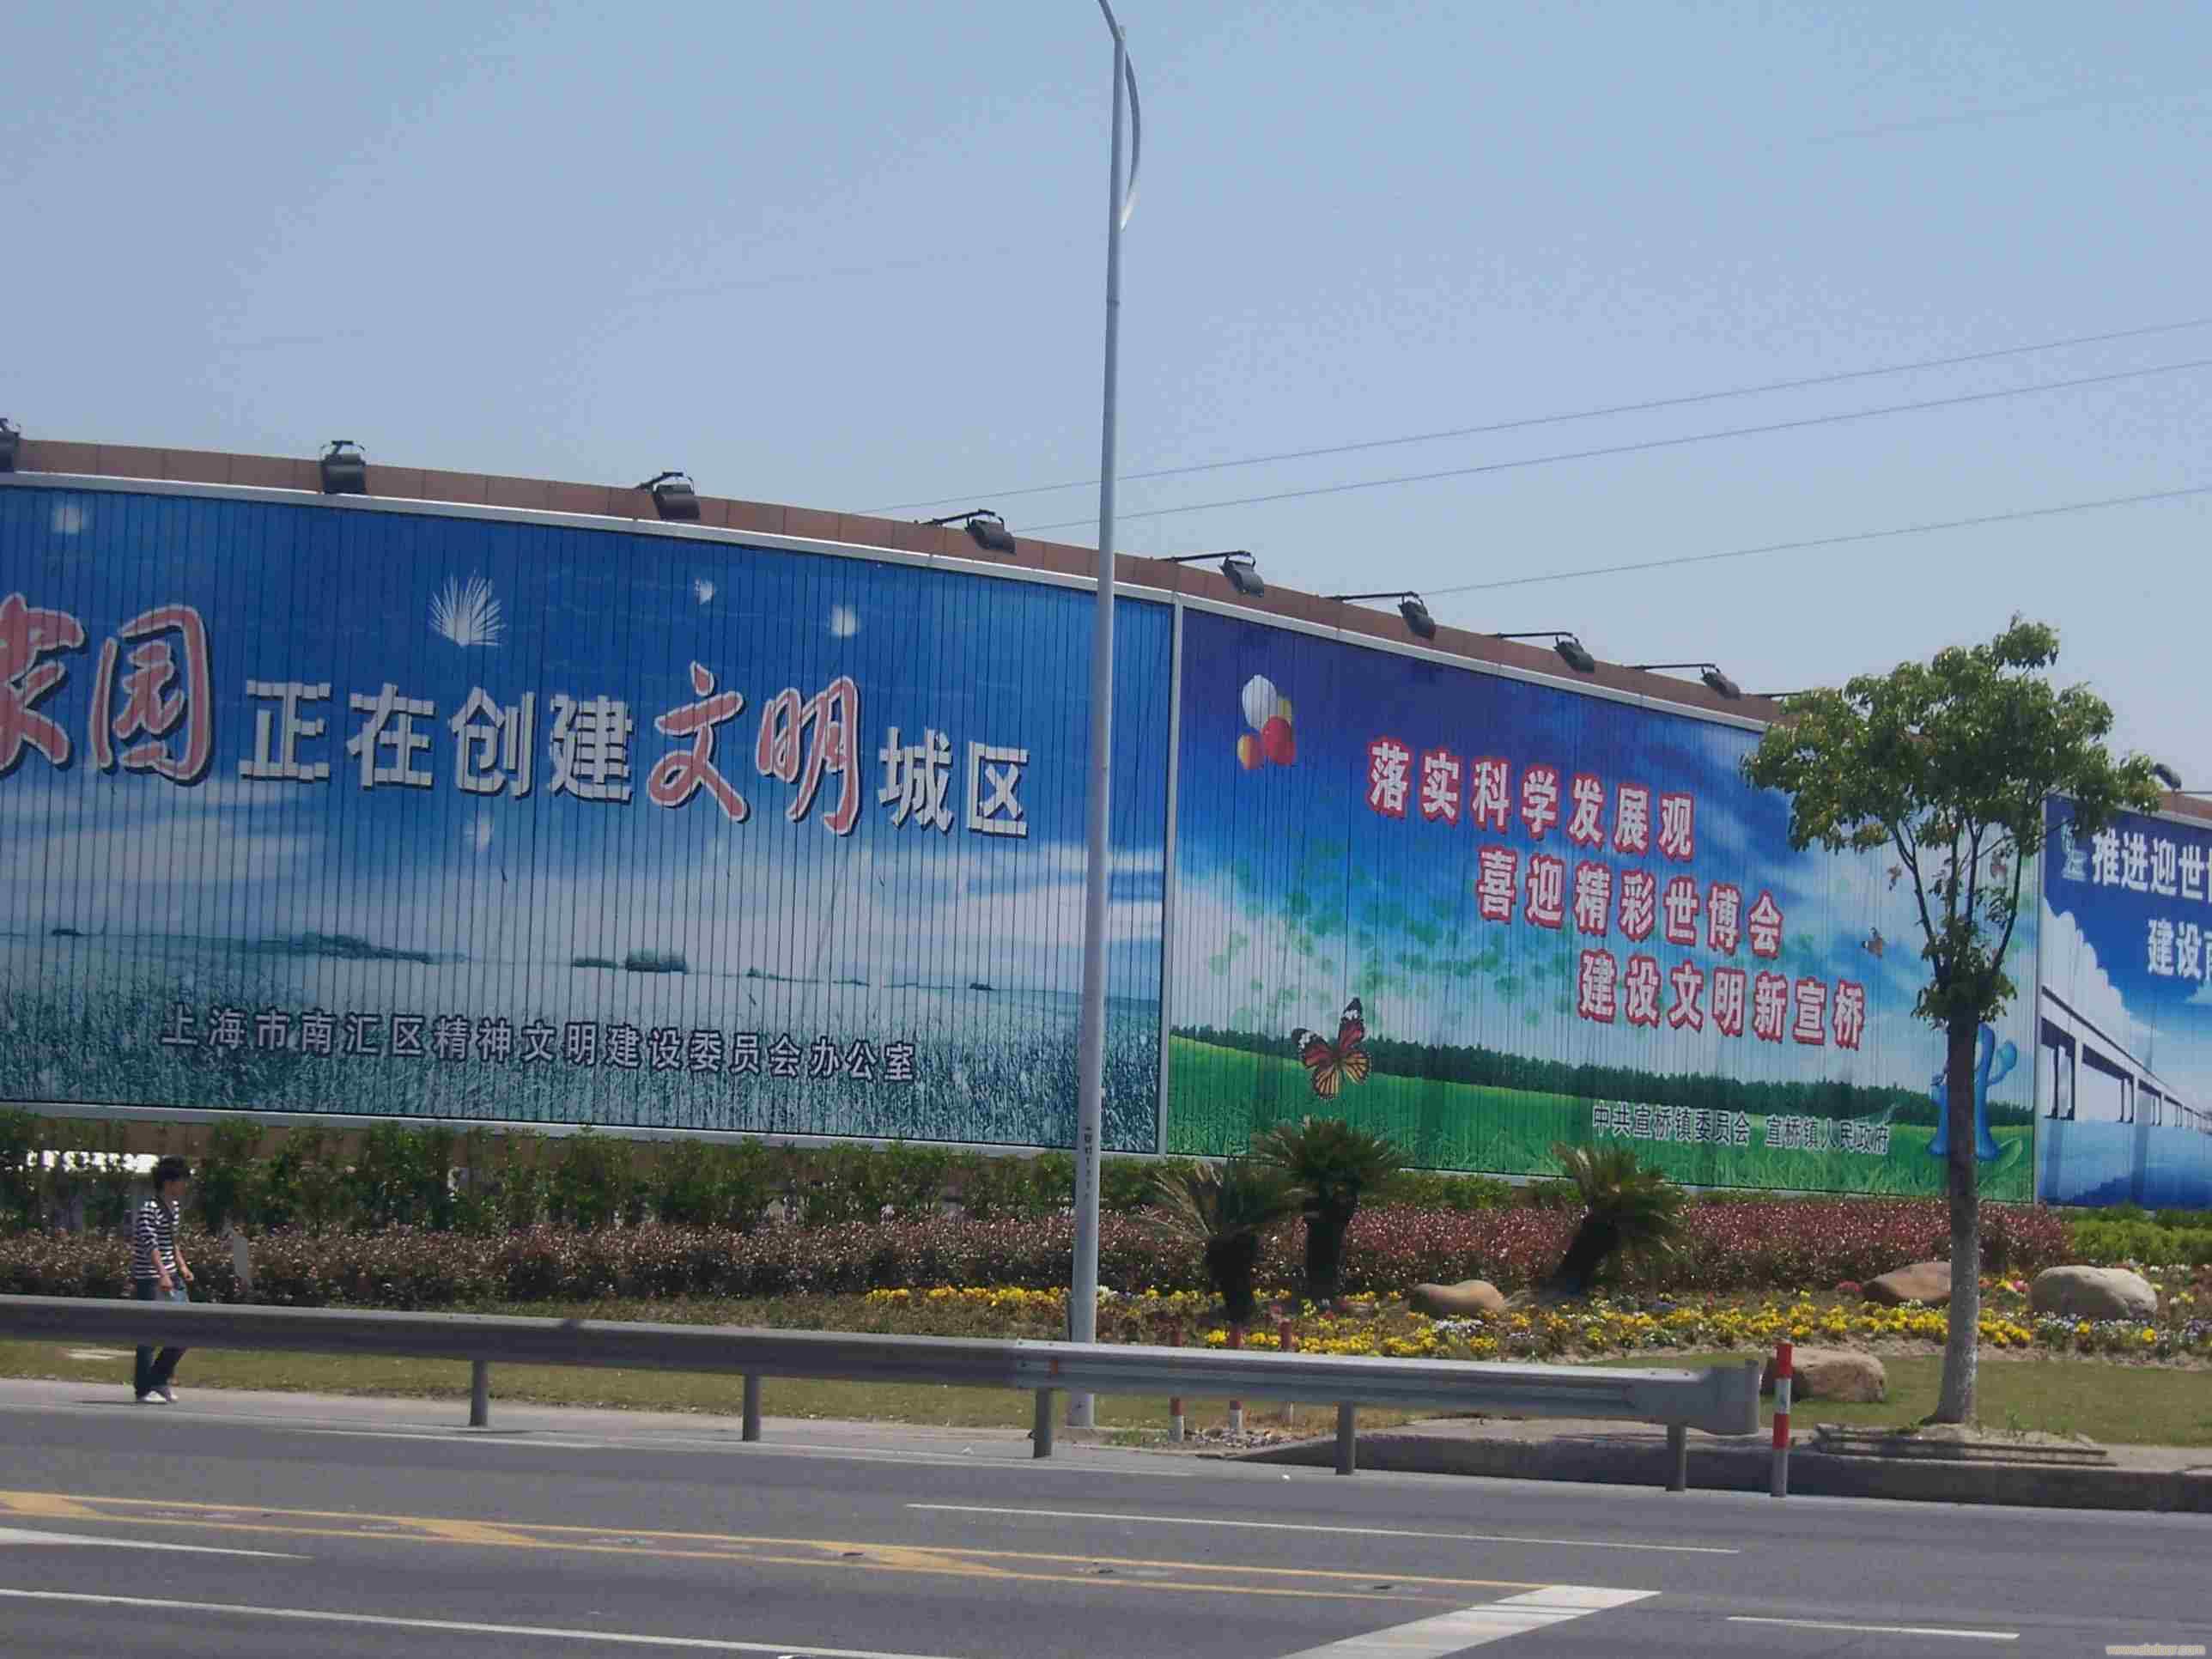 家园正在创建文明城区
上海市南汇区精神文明建设委员会办公室
落实科学发展观
喜迎精彩世博会
建设文明新宣桥
中共宣桥镇委员会 宣桥镇人民政府
推进迎世
建设